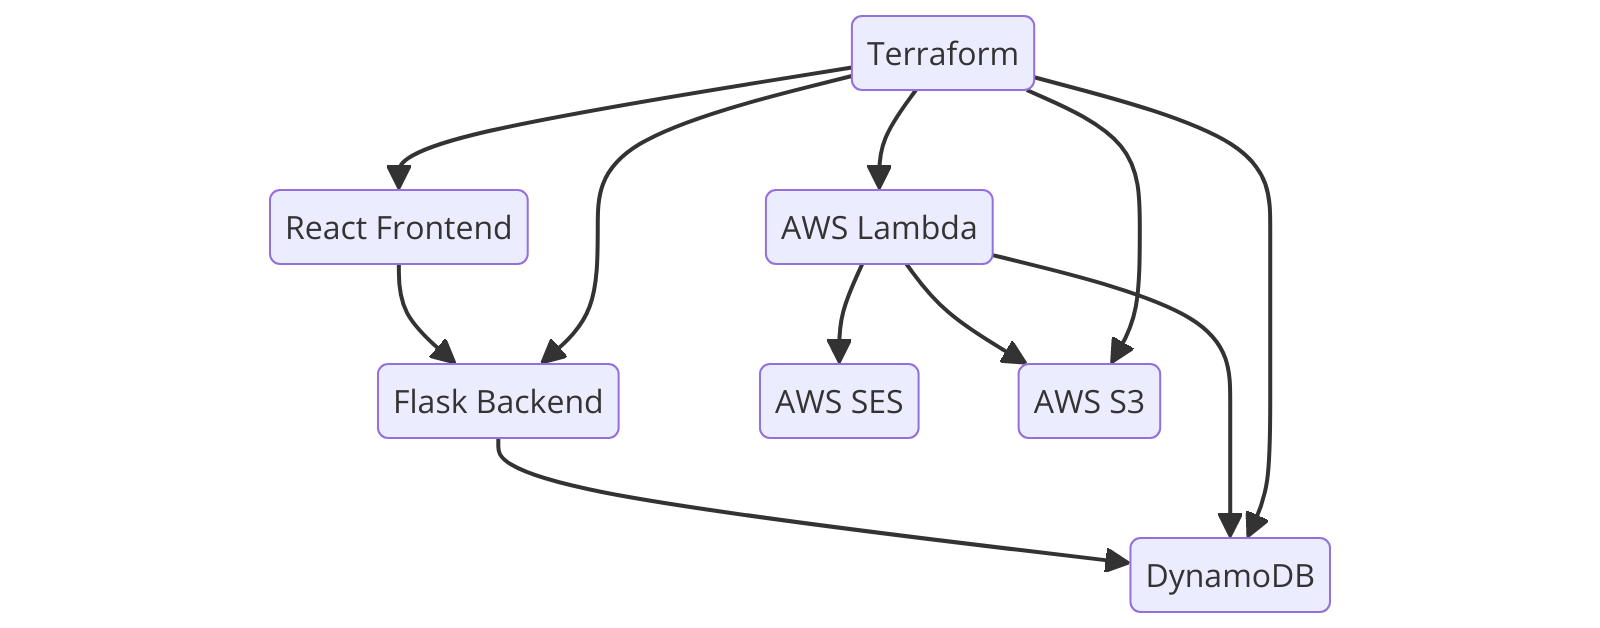 Terraform
React Frontend
AWS Lambda
Flask Backend
AWS SES
AWS S3
DynamoDB